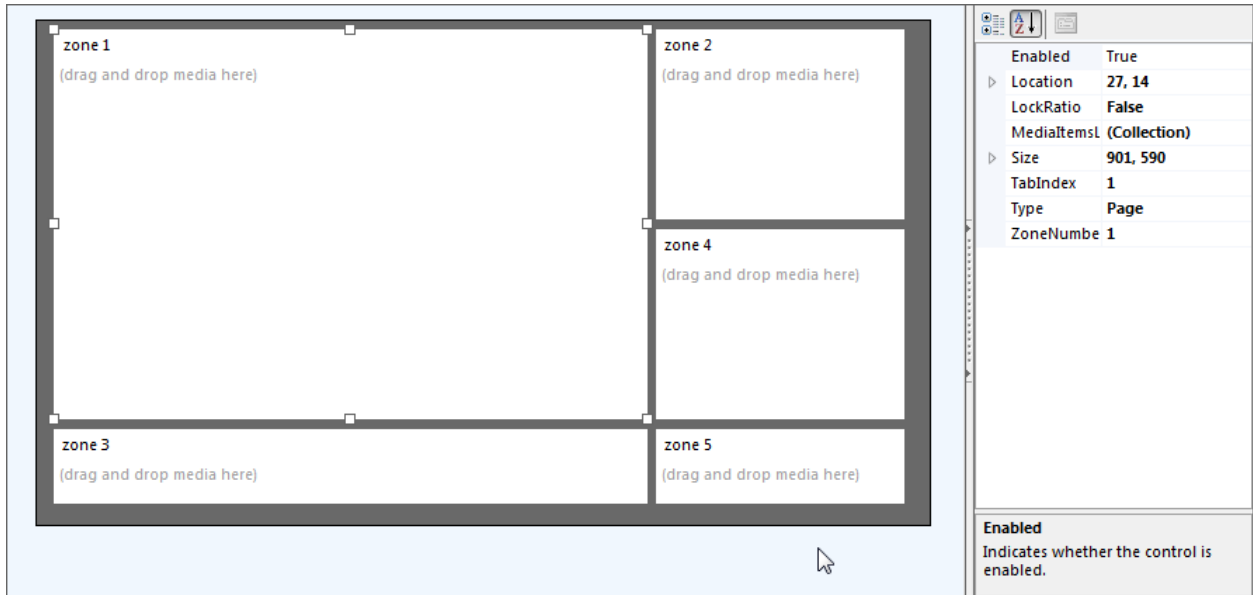 zone 1
(drag and drop media here)
zone 2
(drag and drop media here)
zone 4
(drag and drop media here)
zone 3
(drag and drop media here)
zone 5
(drag and drop media here)
A
Z
Enabled True
Location 27, 14
LockRatio False
MediaItemsL (Collection)
Size 901, 590
TabIndex 1
Type Page
ZoneNumbe 1
Enabled
Indicates whether the control is
enabled.